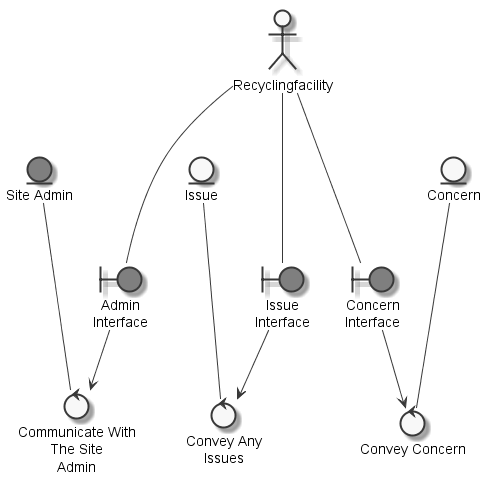 Recyclingfacility
Site Admin
Issue
Concern
Admin
Interface
Issue
Interface
Concern
Interface
Communicate With
The Site
Admin
Convey Any
Issues
Convey Concern